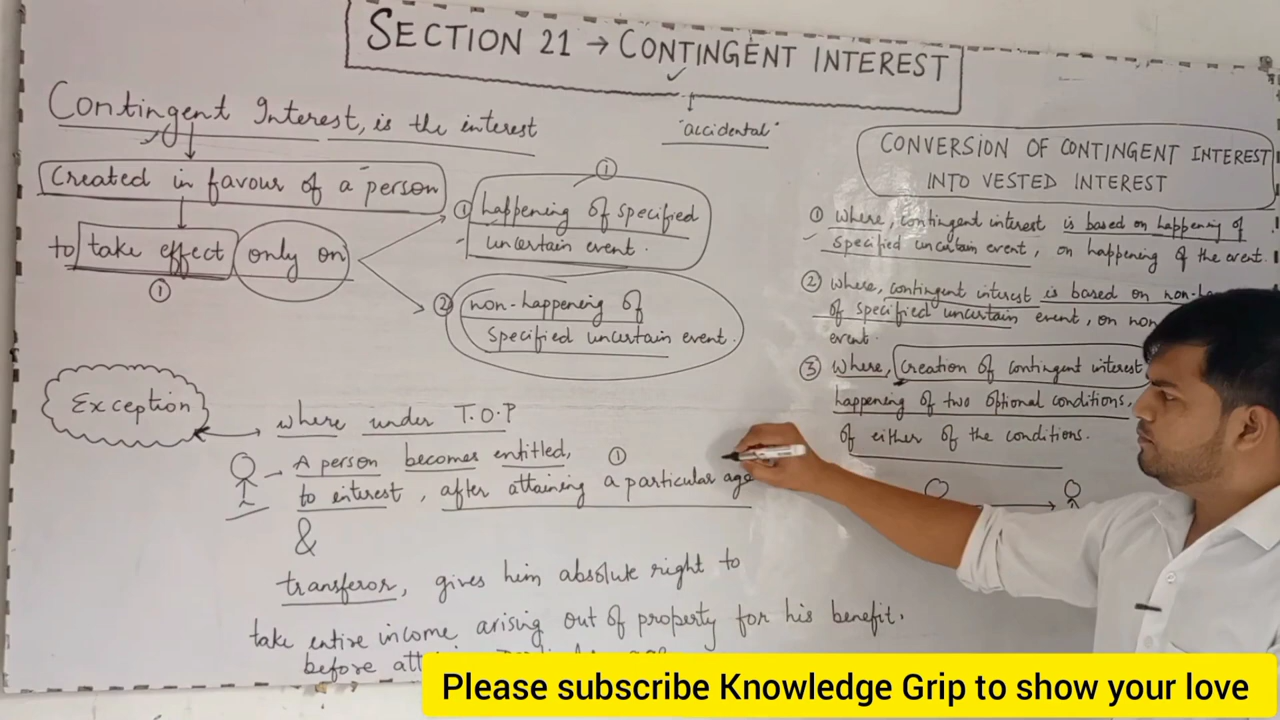 SECTION 21 → CONTINGENT INTEREST
"accidental"
Contingent Interest, is the interest
Created in favour of a person
to take effect only on
①
①
① happening of specified
uncertain event.
② non-happening of
specified uncertain event.
Exception
where under T.O.P
A person becomes entitled,
①
to interest, after attaining a particular age
&
transferor, gives him absolute right to
take entire income arising out of property for his benefit.
before
CONVERSION OF CONTINGENT INTEREST
INTO VESTED INTEREST
① where, contingent interest is based on happening of
specified uncertain event, on happening of the event.
② where, contingent interest is based on non-
of specified uncertain event, on non
event.
③ where, creation of contingent interest
happening of two optional conditions,
of either of the conditions.
Please subscribe Knowledge Grip to show your love